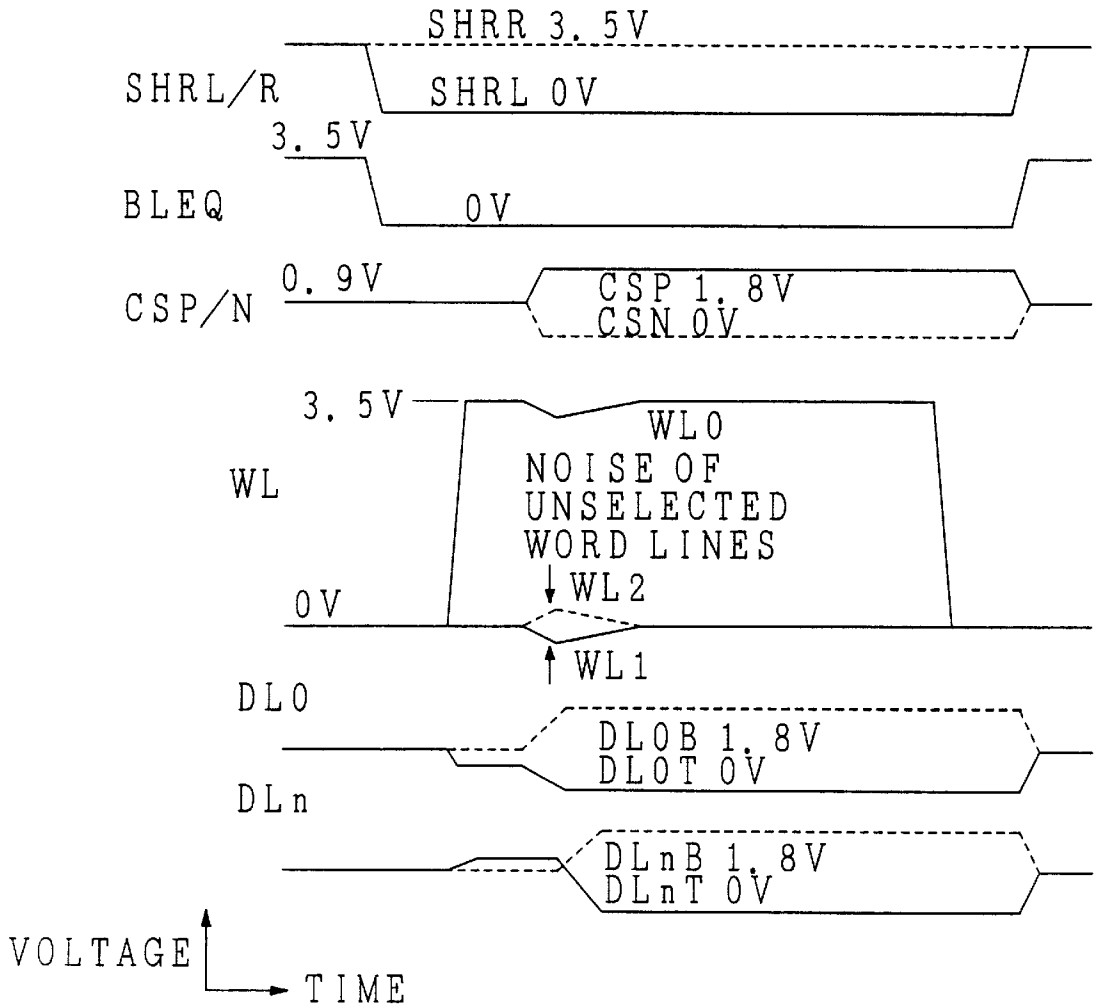 SHRR 3.5V
SHRL/R
SHRL 0V
3.5V
BLEQ
0V
0.9V
CSP/N
CSP 1.8V
CSN 0V
3.5V
WL0
WL
NOISE OF
UNSELECTED
WORD LINES
WL2
0V
WL1
DL0
DL0B 1.8V
DL0T 0V
DLn
DLnB 1.8V
DLnT 0V
VOLTAGE
TIME